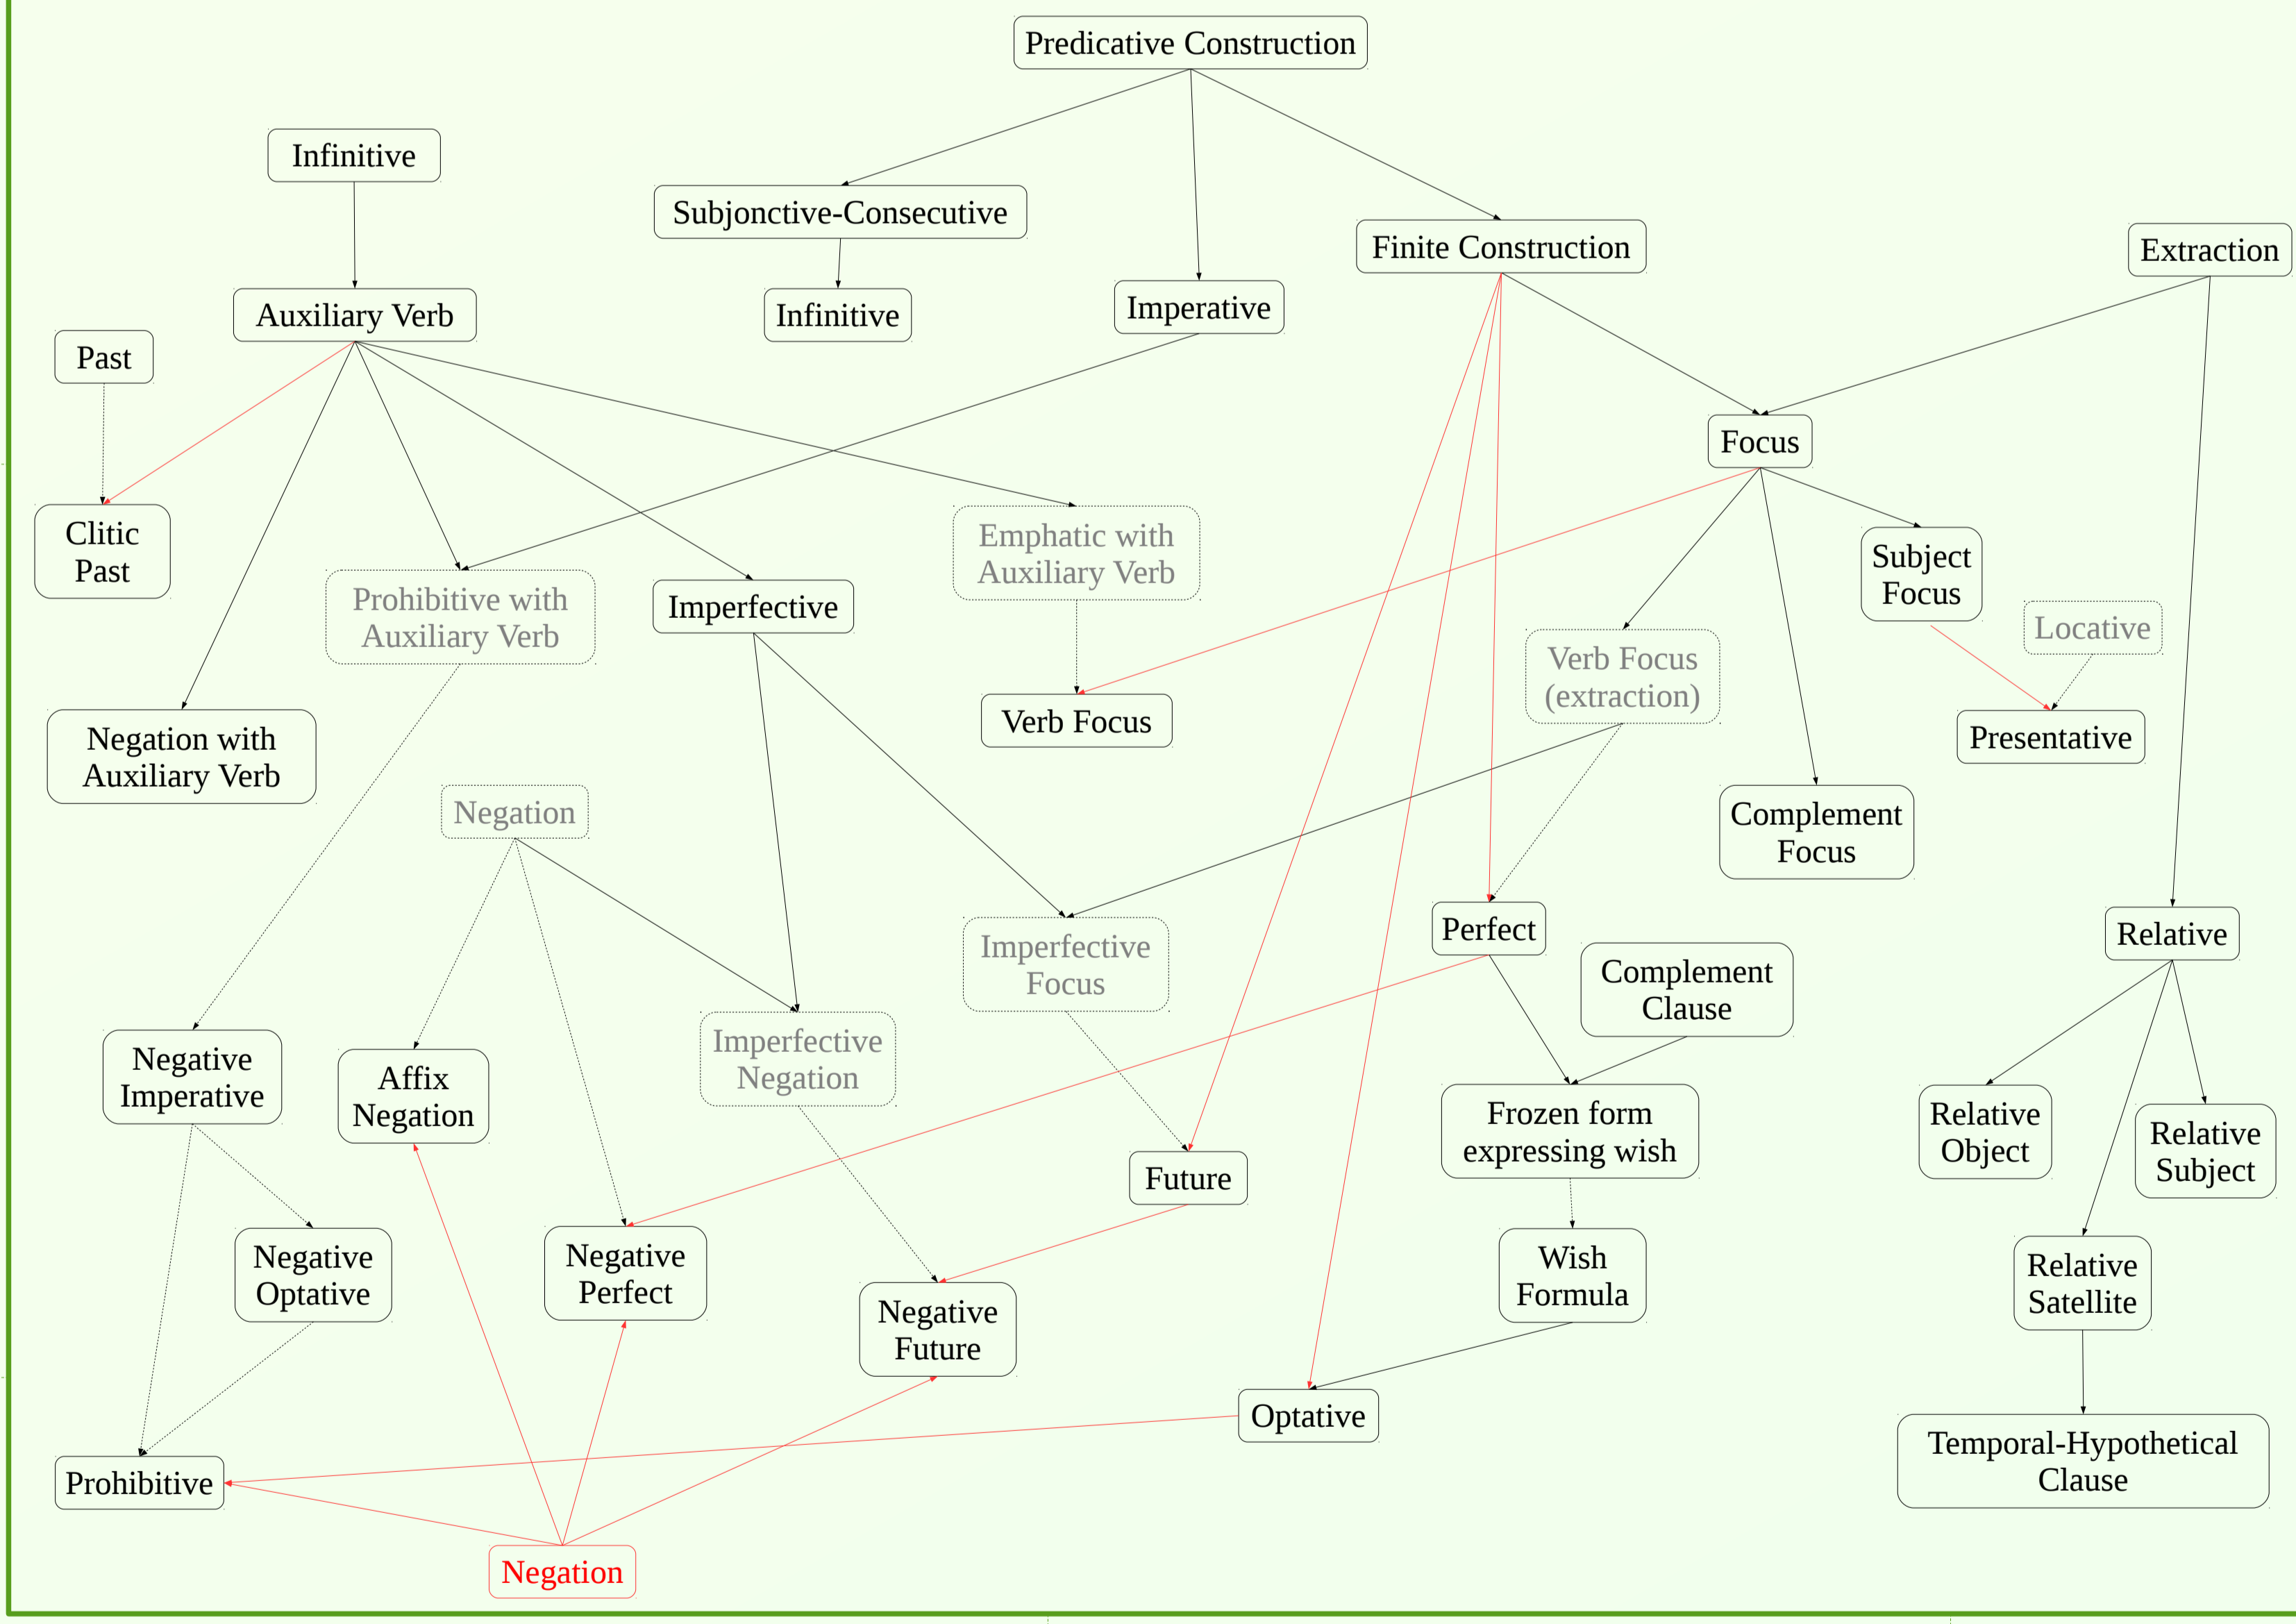 Predicative Construction
Infinitive
Subjonctive-Consecutive
Finite Construction
Extraction
Auxiliary Verb
Infinitive
Imperative
Past
Focus
Clitic
Past
Emphatic with
Auxiliary Verb
Subject
Focus
Prohibitive with
Auxiliary Verb
Imperfective
Locative
Verb Focus
(extraction)
Verb Focus
Presentative
Negation with
Auxiliary Verb
Negation
Complement
Focus
Perfect
Relative
Imperfective
Focus
Complement
Clause
Negative
Imperative
Affix
Negation
Imperfective
Negation
Frozen form
expressing wish
Relative
Object
Relative
Subject
Future
Negative
Optative
Negative
Perfect
Wish
Formula
Relative
Satellite
Negative
Future
Optative
Temporal-Hypothetical
Clause
Prohibitive
Negation